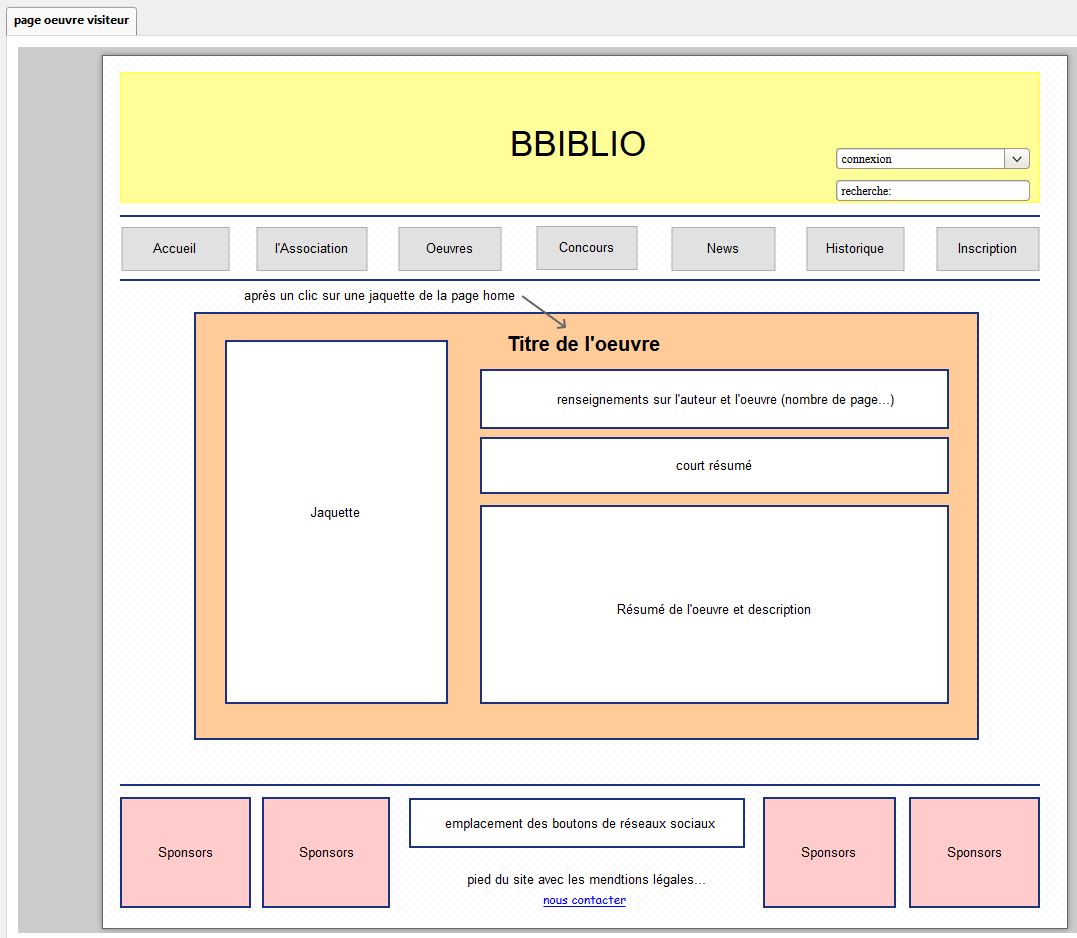 page oeuvre visiteur
BBIBLIO
connexion
recherche:
Accueil
l'Association
Oeuvres
Concours
News
Historique
Inscription
après un clic sur une jaquette de la page home
Titre de l'oeuvre
renseignements sur l'auteur et l'oeuvre (nombre de page...)
court résumé
Jaquette
Résumé de l'oeuvre et description
Sponsors
Sponsors
emplacement des boutons de réseaux sociaux
Sponsors
Sponsors
pied du site avec les mendtions légales...
nous contacter